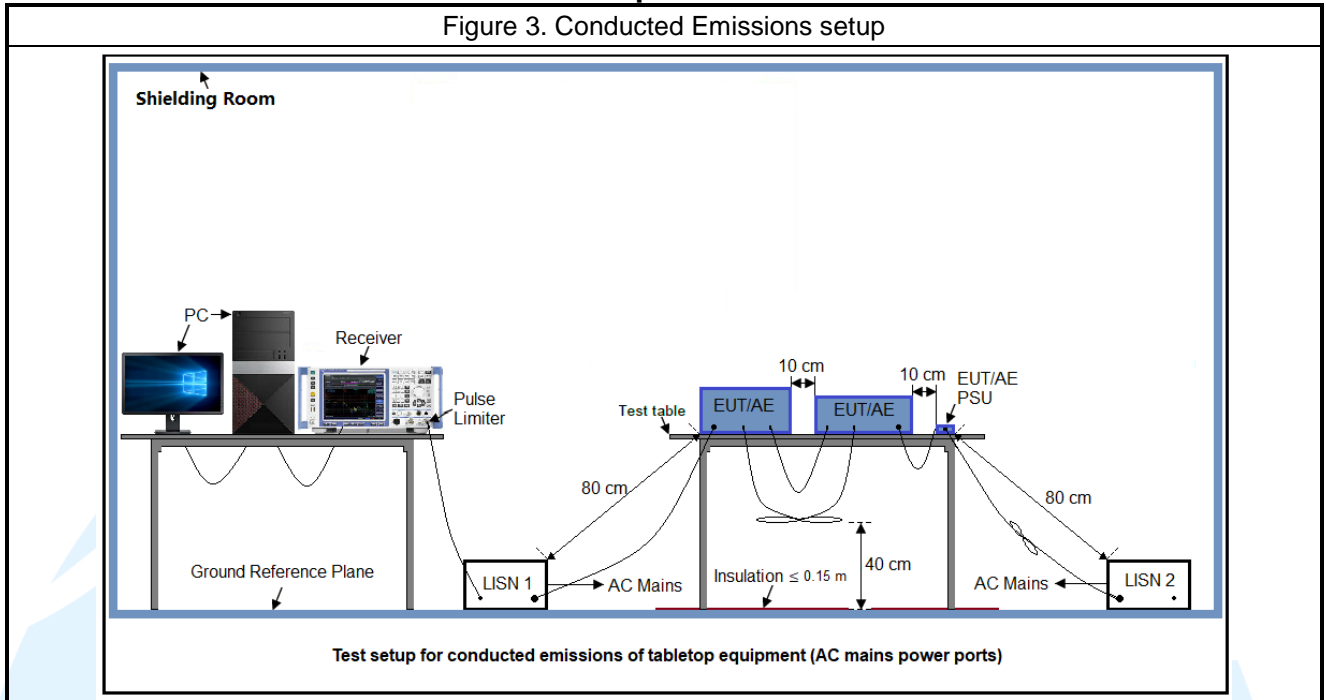 Figure 3. Conducted Emissions setup
Shielding Room
PC
Receiver
Pulse
Limiter
Test table
10 cm
10 cm
EUT/AE
PSU
EUT/AE
EUT/AE
80 cm
80 cm
Ground Reference Plane
LISN 1
AC Mains
Insulation ≤ 0.15 m
40 cm
AC Mains
LISN 2
Test setup for conducted emissions of tabletop equipment (AC mains power ports)